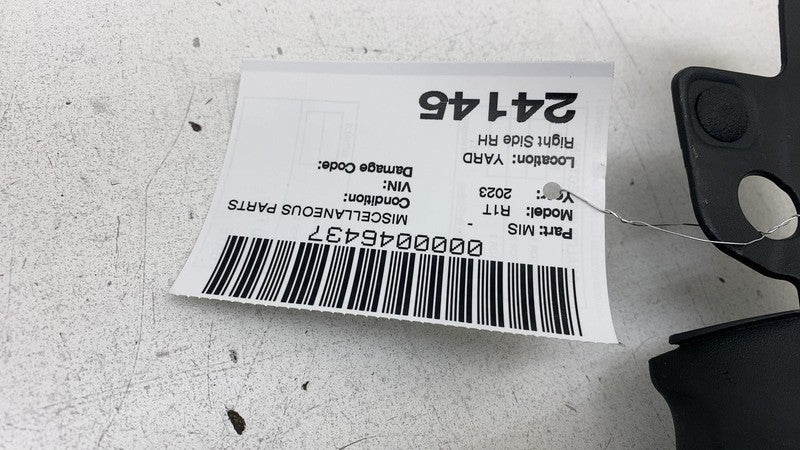 0000046437
Part: MIS - MISCELLANEOUS PARTS
Model: R1T Condition:
Year: 2023 VIN:
Damage Code:
Location: YARD
Right Side RH
24145